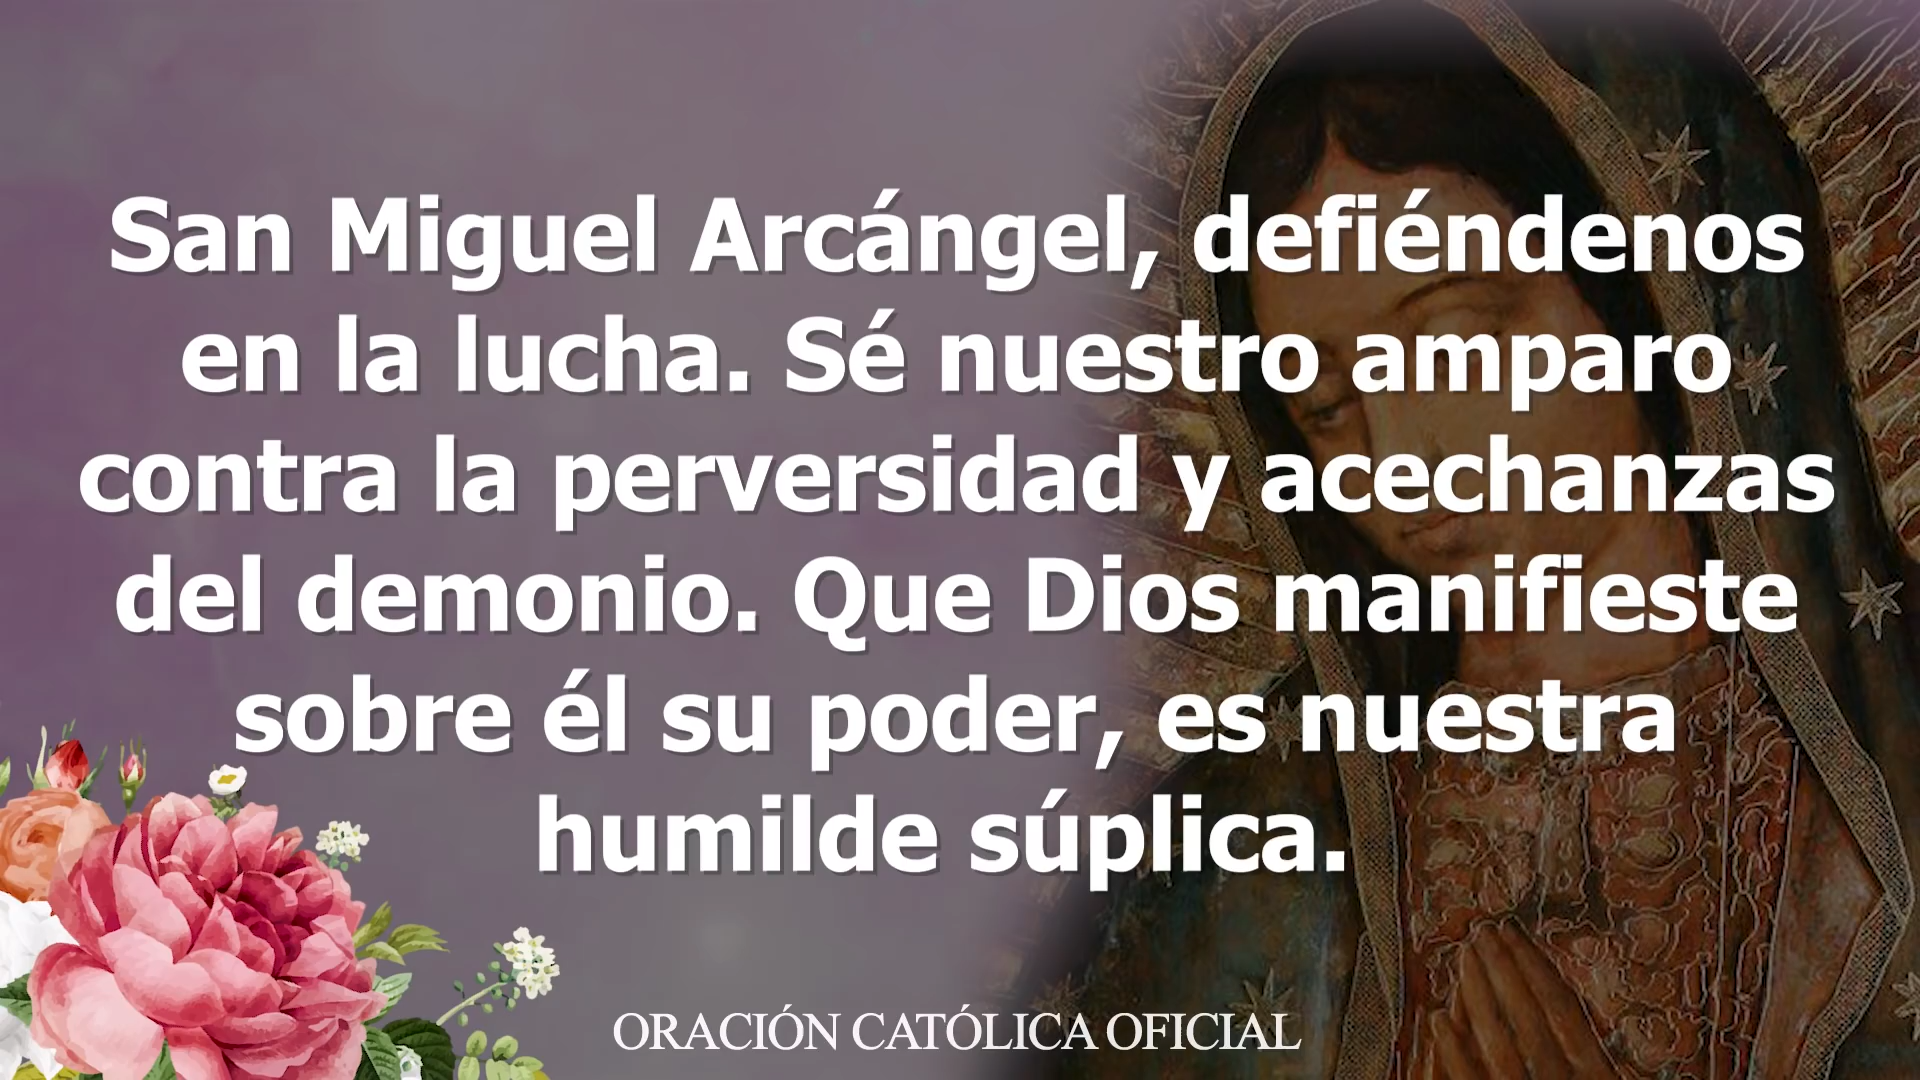 San Miguel Arcángel, defiéndenos
en la lucha. Sé nuestro amparo
contra la perversidad y acechanzas
del demonio. Que Dios manifieste
sobre él su poder, es nuestra
humilde súplica.
ORACIÓN CATÓLICA OFICIAL